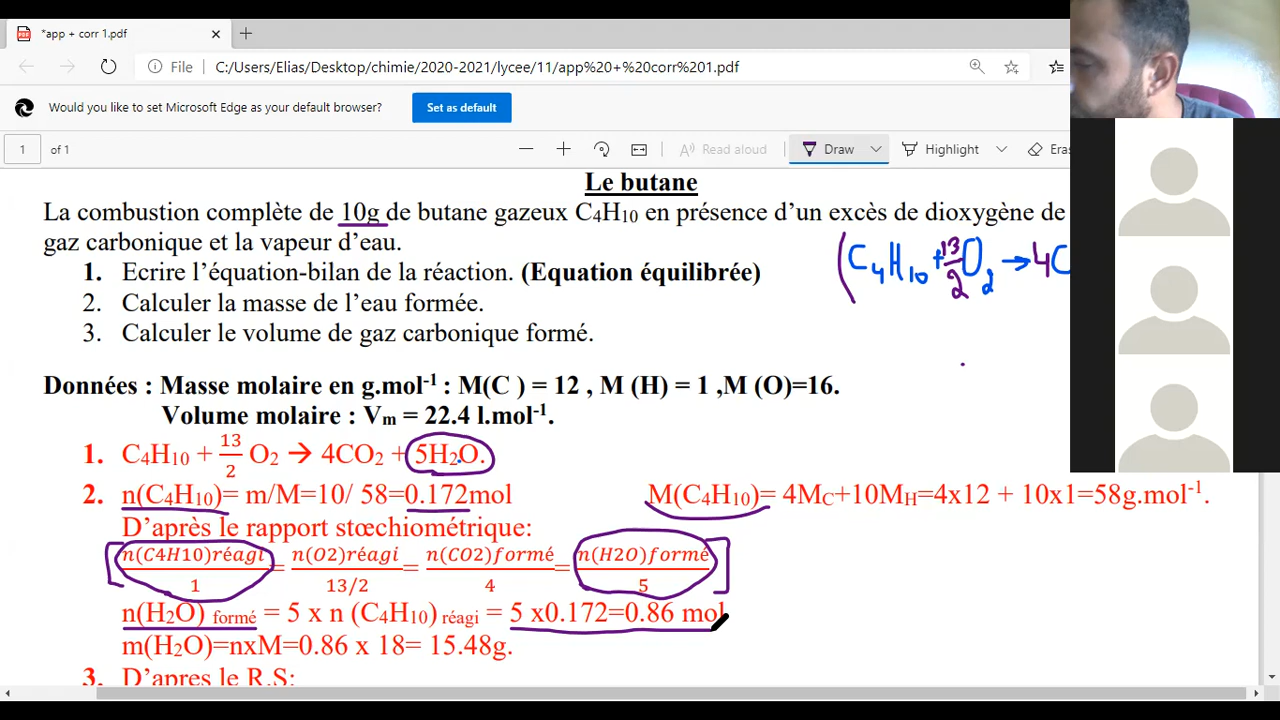 *app + corr 1.pdf
File C:/Users/Elias/Desktop/chimie/2020-2021/lycee/11/app%20+%20corr%201.pdf
Would you like to set Microsoft Edge as your default browser? Set as default
1 of 1 Read aloud Draw Highlight Eras
Le butane
La combustion complète de 10g de butane gazeux C₄H₁₀ en présence d’un excès de dioxygène de
gaz carbonique et la vapeur d’eau.
(C₄H₁₀ + 13/2 O₂ → 4C
1. Ecrire l’équation-bilan de la réaction. (Equation équilibrée)
2. Calculer la masse de l’eau formée.
3. Calculer le volume de gaz carbonique formé.
Données : Masse molaire en g.mol⁻¹ : M(C ) = 12 , M (H) = 1 ,M (O)=16.
Volume molaire : Vₘ = 22.4 l.mol⁻¹.
1. C₄H₁₀ + 13/2 O₂ → 4CO₂ + 5H₂O.
2. n(C₄H₁₀)= m/M=10/ 58=0.172mol M(C₄H₁₀)= 4MC+10MH=4x12 + 10x1=58g.mol⁻¹.
D’après le rapport stœchiométrique:
n(C4H10)réagi/1 = n(O2)réagi/13/2 = n(CO2)formé/4 = n(H2O)formé/5
n(H₂O) formé = 5 x n (C₄H₁₀) réagi = 5 x0.172=0.86 mol
m(H₂O)=nxM=0.86 x 18= 15.48g.
3. D’apres le R.S: